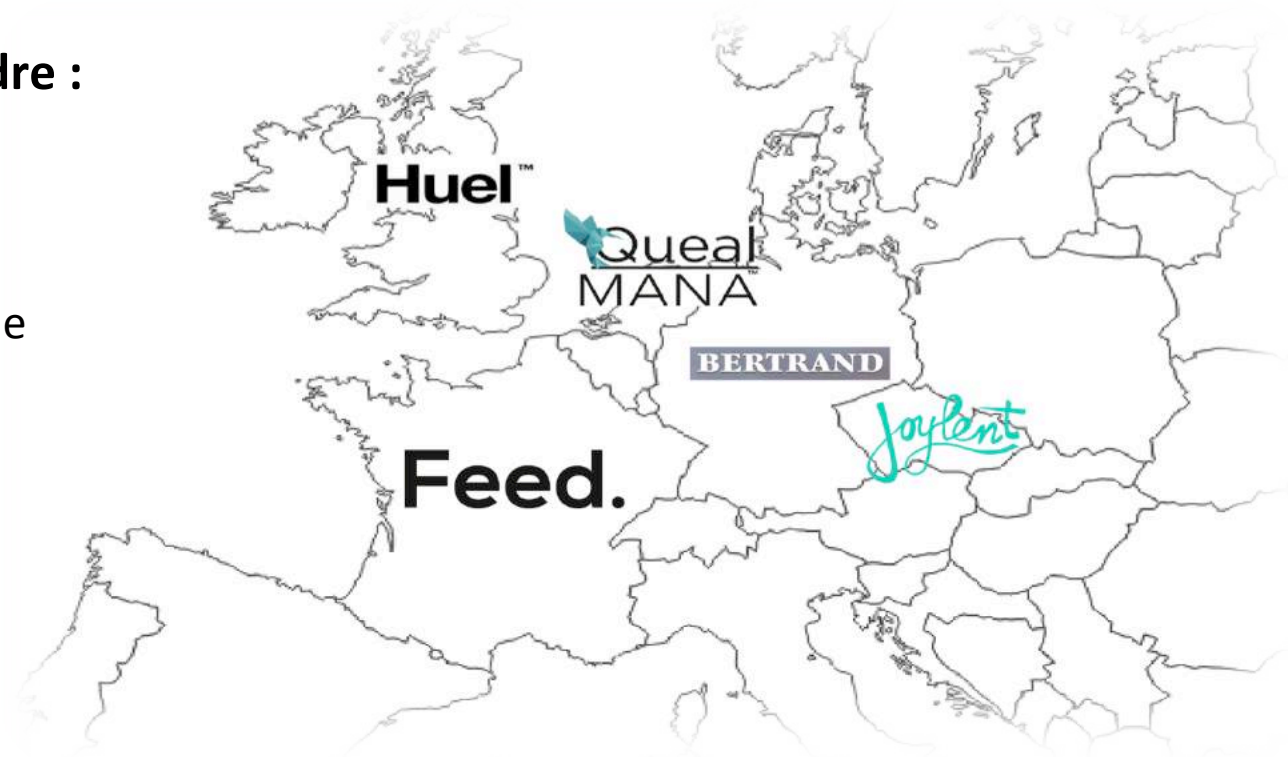 dre :
Huel™
Queal
MANA™
e
BERTRAND
Joylent
Feed.